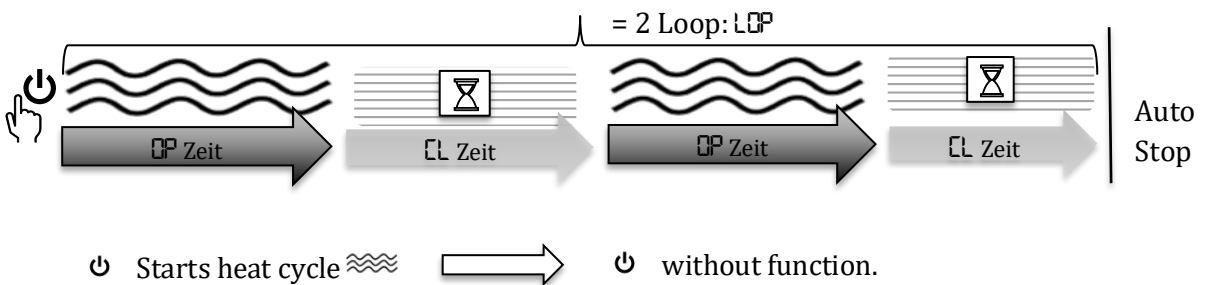 = 2 Loop: LOP
OP Zeit
CL Zeit
OP Zeit
CL Zeit
Auto
Stop
Starts heat cycle
without function.